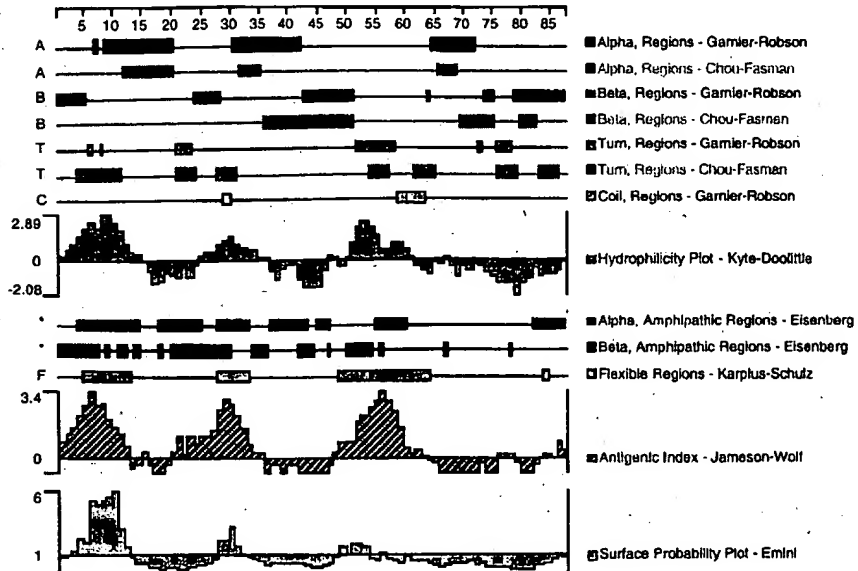 5 10 15 20 25 30 35 40 45 50 55 60 65 70 75 80 85
A Alpha, Regions - Garnier-Robson
A Alpha, Regions - Chou-Fasman
B Beta, Regions - Garnier-Robson
B Beta, Regions - Chou-Fasman
T Turn, Regions - Garnier-Robson
T Turn, Regions - Chou-Fasman
C Coil, Regions - Garnier-Robson
2.89
0 Hydrophilicity Plot - Kyte-Doolittle
-2.08
* Alpha, Amphipathic Regions - Eisenberg
* Beta, Amphipathic Regions - Eisenberg
F Flexible Regions - Karplus-Schulz
3.4
0 Antigenic Index - Jameson-Wolf
6
1 Surface Probability Plot - Emini